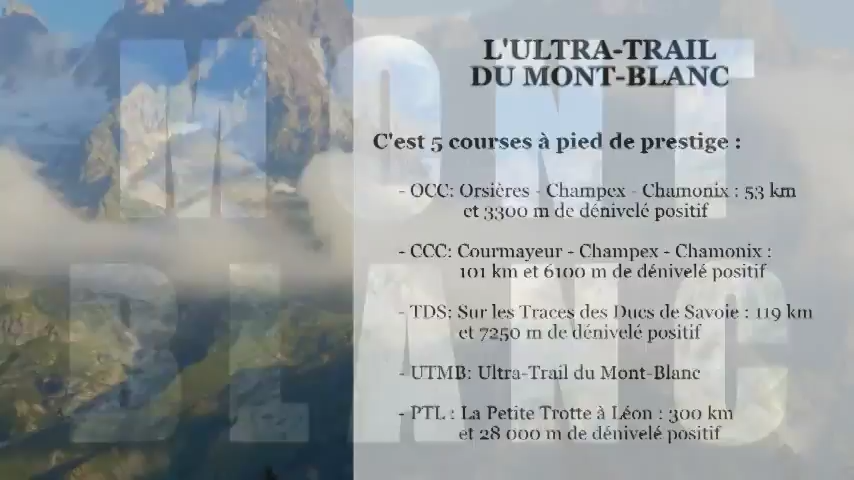 MONT
BLANC
L'ULTRA-TRAIL
DU MONT-BLANC
C'est 5 courses à pied de prestige :
- OCC: Orsières - Champex - Chamonix : 53 km
et 3300 m de dénivelé positif
- CCC: Courmayeur - Champex - Chamonix :
101 km et 6100 m de dénivelé positif
- TDS: Sur les Traces des Ducs de Savoie : 119 km
et 7250 m de dénivelé positif
- UTMB: Ultra-Trail du Mont-Blanc
- PTL : La Petite Trotte à Léon : 300 km
et 28 000 m de dénivelé positif